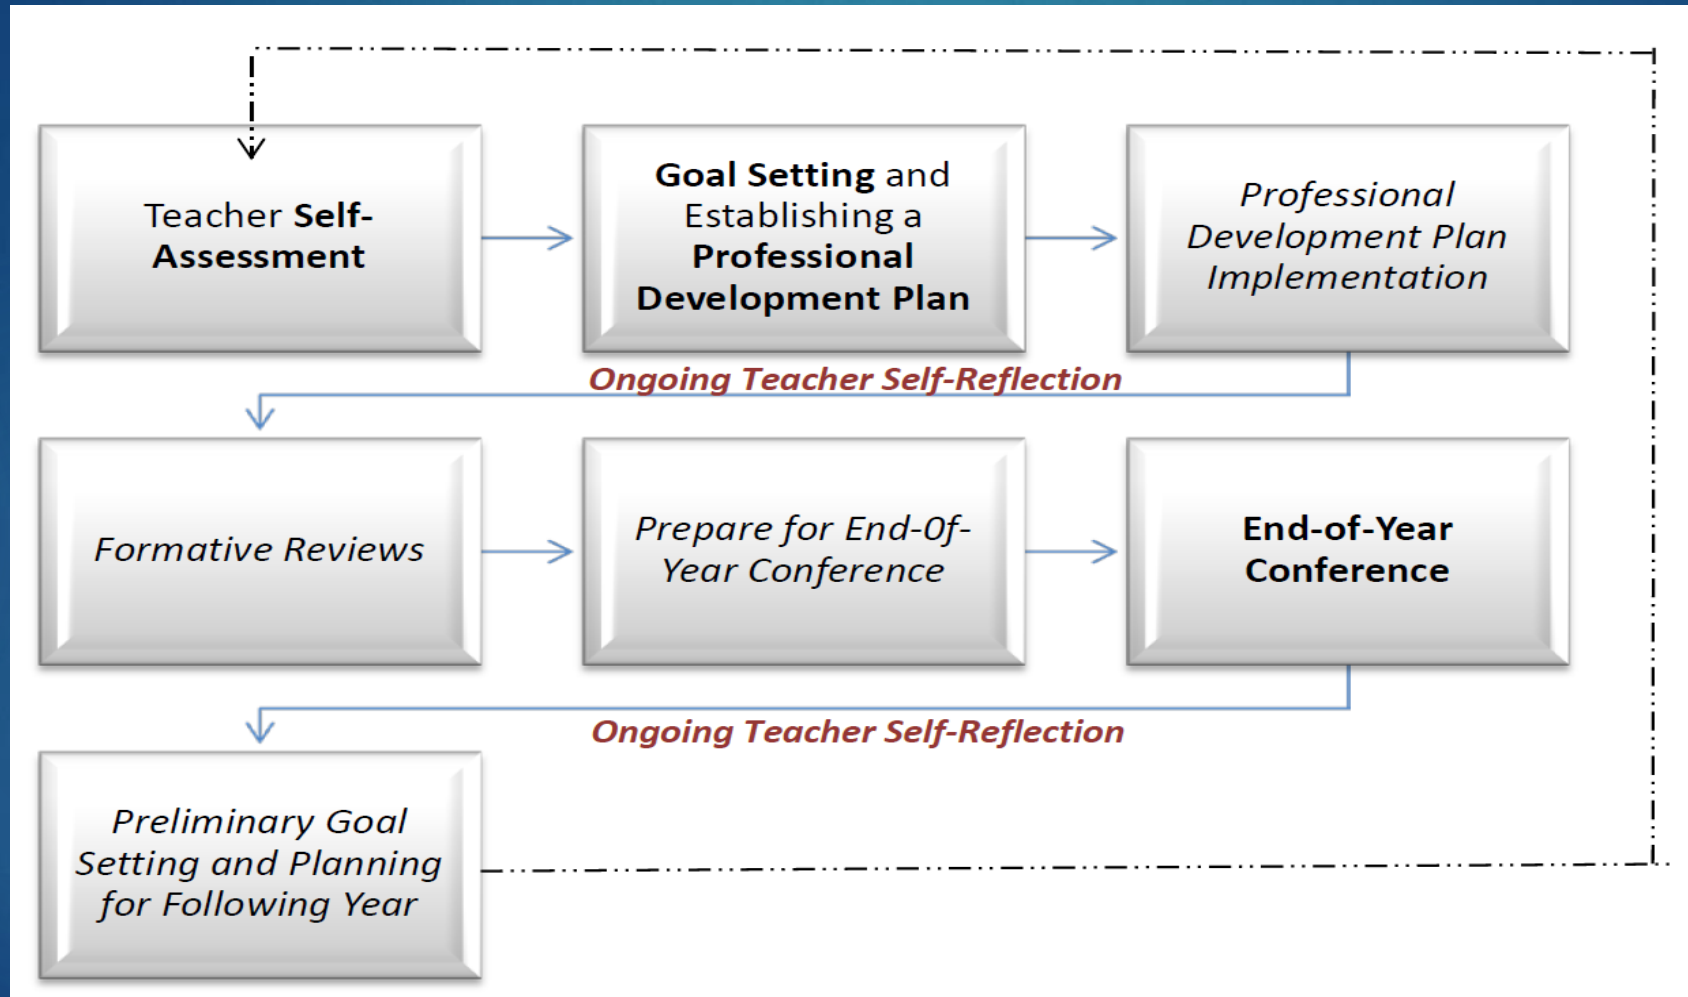 Teacher Self-
Assessment
Goal Setting and
Establishing a
Professional
Development Plan
Professional
Development Plan
Implementation
Ongoing Teacher Self-Reflection
Formative Reviews
Prepare for End-0f-
Year Conference
End-of-Year
Conference
Ongoing Teacher Self-Reflection
Preliminary Goal
Setting and Planning
for Following Year